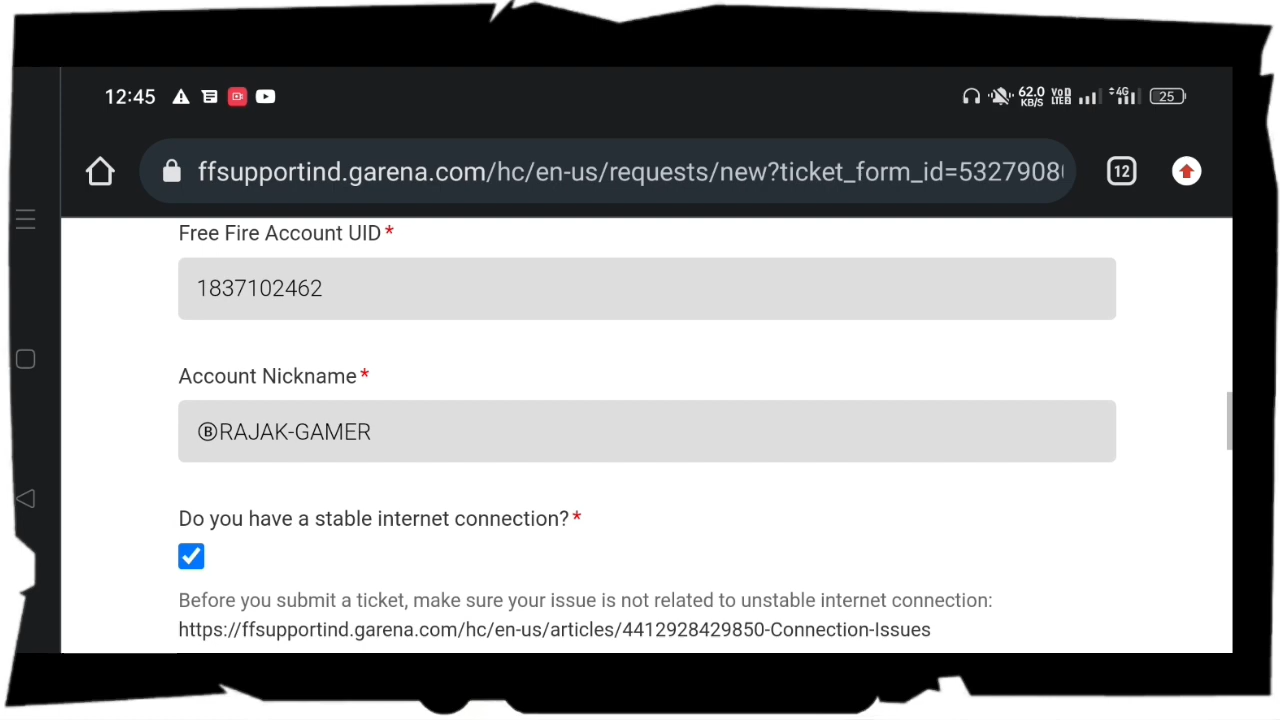 12:45
62.0
KB/S
VoD
LTE
4G
25
ffsupportind.garena.com/hc/en-us/requests/new?ticket_form_id=5327908
12
Free Fire Account UID*
1837102462
Account Nickname*
ⒷRAJAK-GAMER
Do you have a stable internet connection?*
Before you submit a ticket, make sure your issue is not related to unstable internet connection:
https://ffsupportind.garena.com/hc/en-us/articles/4412928429850-Connection-Issues